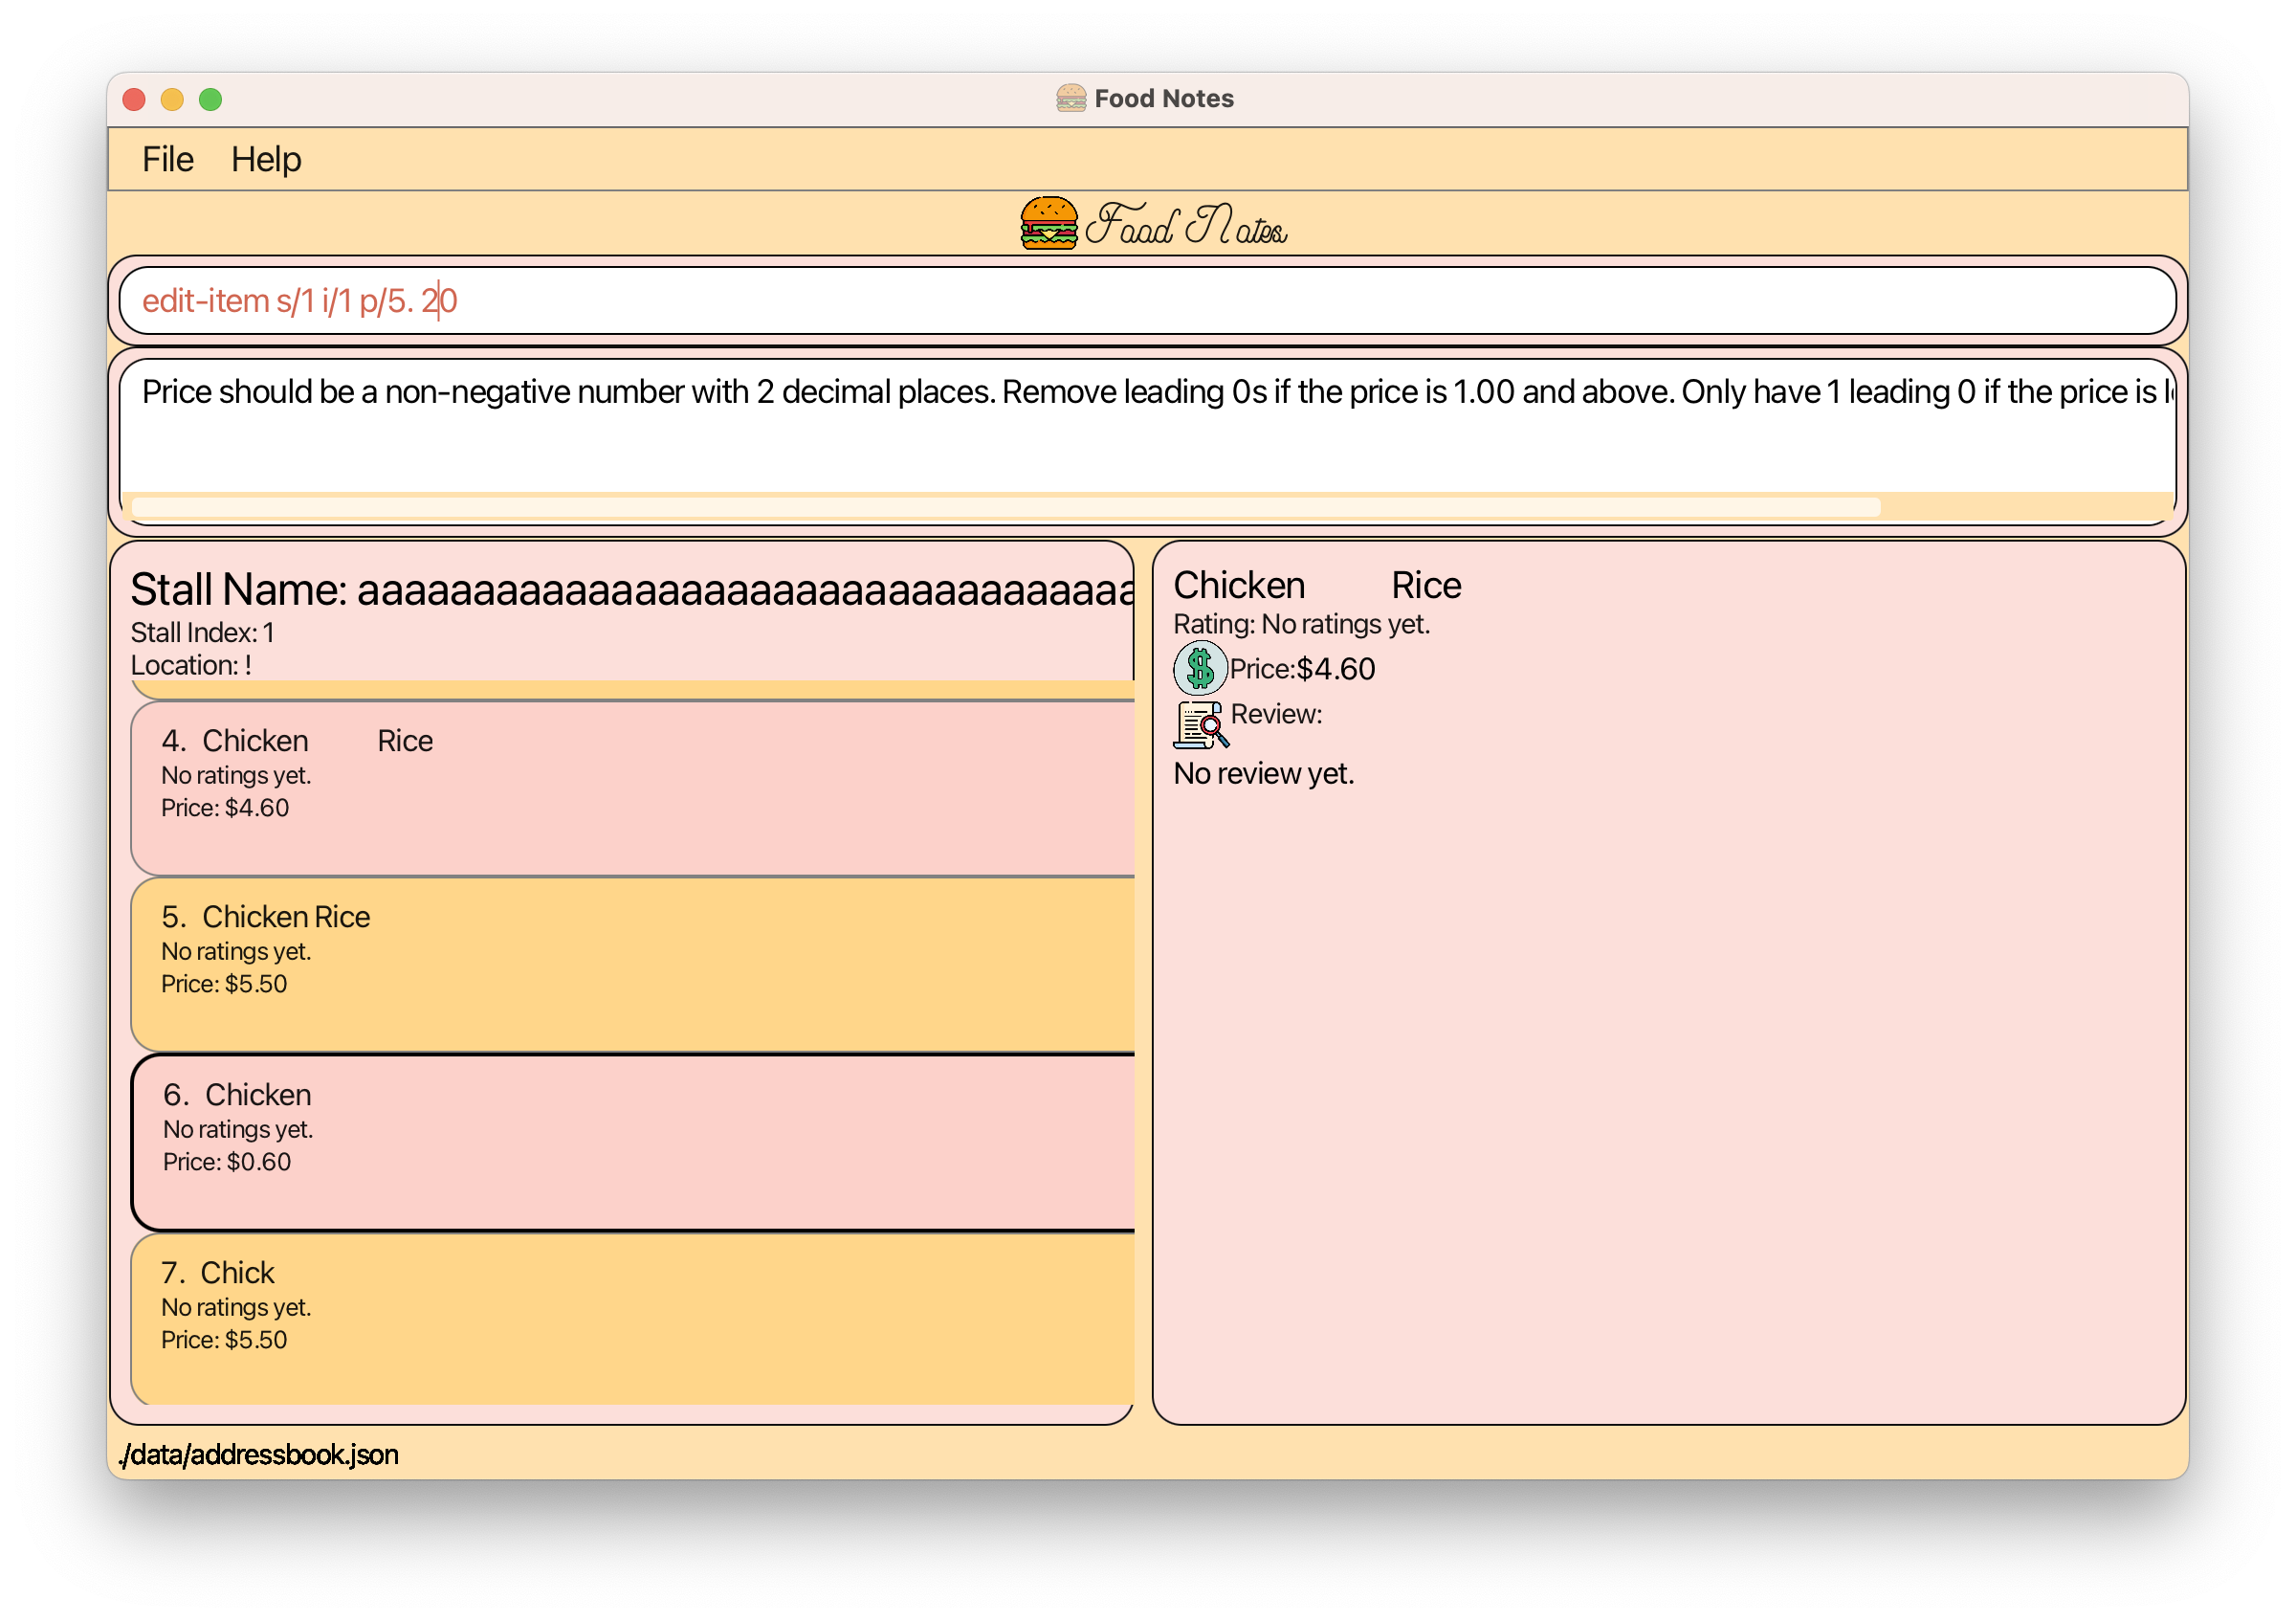 Food Notes
File Help
Food Notes
edit-item s/1 i/1 p/5. 20
Price should be a non-negative number with 2 decimal places. Remove leading 0s if the price is 1.00 and above. Only have 1 leading 0 if the price is
Stall Name: aaaaaaaaaaaaaaaaaaaaaaaaaaaaaaaaaa
Stall Index: 1
Location: !
4. Chicken Rice
No ratings yet.
Price: $4.60
5. Chicken Rice
No ratings yet.
Price: $5.50
6. Chicken
No ratings yet.
Price: $0.60
7. Chick
No ratings yet.
Price: $5.50
Chicken Rice
Rating: No ratings yet.
Price:$4.60
Review:
No review yet.
./data/addressbook.json